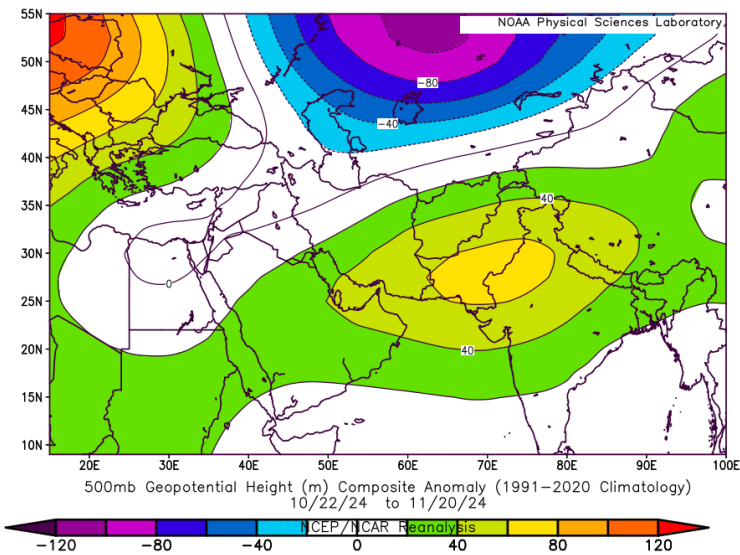 55N
NOAA Physical Sciences Laboratory
50N
-80
45N
-40
40N
35N
40
30N
0
25N
20N
40
15N
10N
20E 30E 40E 50E 60E 70E 80E 90E 100E
500mb Geopotential Height (m) Composite Anomaly (1991-2020 Climatology)
10/22/24 to 11/20/24
NCEP/NCAR Reanalysis
-120 -80 -40 0 40 80 120